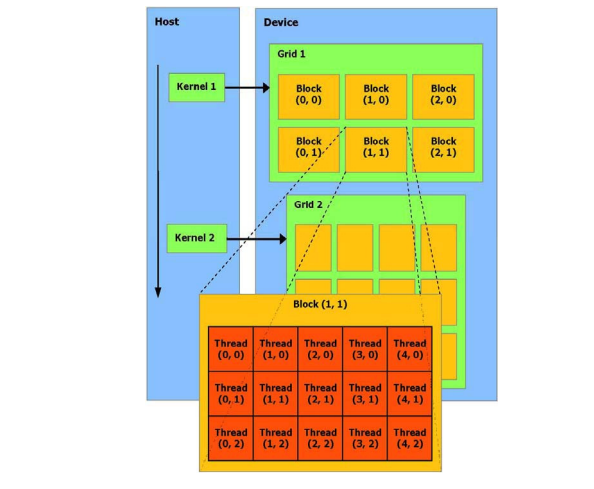 Host
Device
Grid 1
Kernel 1
Block
(0, 0)
Block
(1, 0)
Block
(2, 0)
Block
(0, 1)
Block
(1, 1)
Block
(2, 1)
Grid 2
Kernel 2
Block (1, 1)
Thread
(0, 0)
Thread
(1, 0)
Thread
(2, 0)
Thread
(3, 0)
Thread
(4, 0)
Thread
(0, 1)
Thread
(1, 1)
Thread
(2, 1)
Thread
(3, 1)
Thread
(4, 1)
Thread
(0, 2)
Thread
(1, 2)
Thread
(2, 2)
Thread
(3, 2)
Thread
(4, 2)